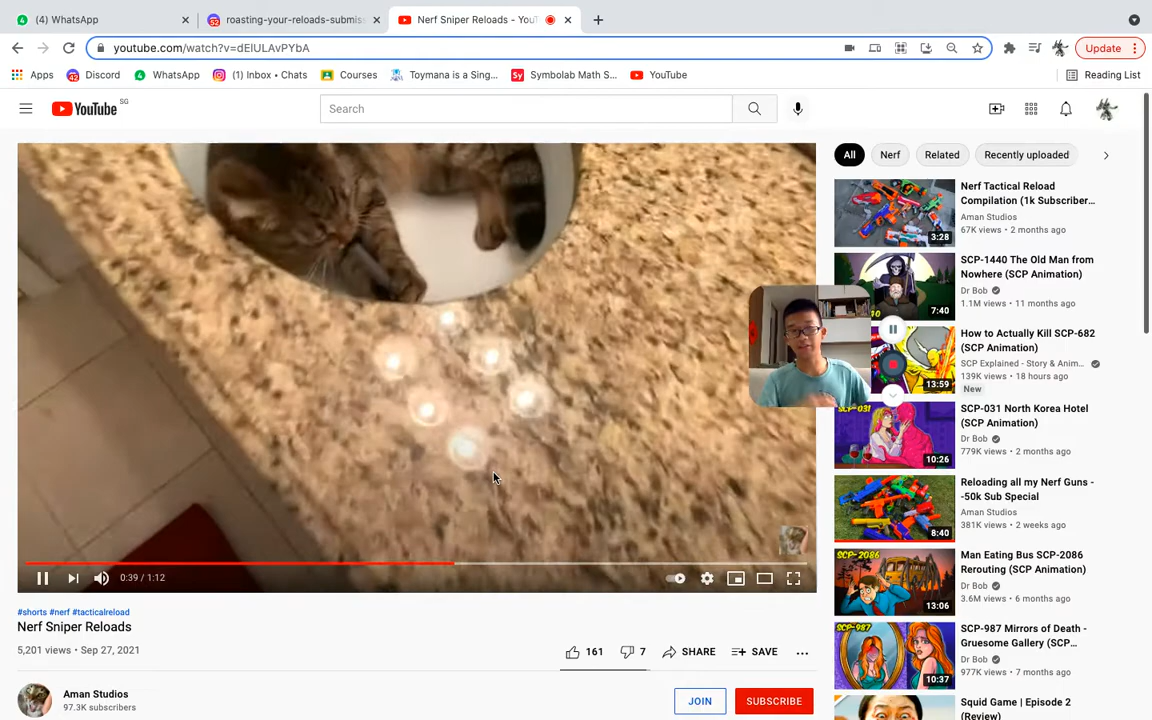 (4) WhatsApp
roasting-your-reloads-submiss
Nerf Sniper Reloads - YouT
youtube.com/watch?v=dEIULAvPYbA
Update
Apps
Discord
WhatsApp
(1) Inbox • Chats
Courses
Toymana is a Sing...
Symbolab Math S...
YouTube
Reading List
YouTube SG
Search
All
Nerf
Related
Recently uploaded
Nerf Tactical Reload
Compilation (1k Subscriber...
Aman Studios
67K views • 2 months ago
3:28
SCP-1440 The Old Man from
Nowhere (SCP Animation)
Dr Bob
1.1M views • 11 months ago
7:40
How to Actually Kill SCP-682
(SCP Animation)
SCP Explained - Story & Anim...
139K views • 18 hours ago
New
13:59
SCP-031 North Korea Hotel
(SCP Animation)
Dr Bob
779K views • 2 months ago
10:26
Reloading all my Nerf Guns -
-50k Sub Special
Aman Studios
381K views • 2 weeks ago
8:40
Man Eating Bus SCP-2086
Rerouting (SCP Animation)
Dr Bob
3.6M views • 6 months ago
SCP-2086
13:06
SCP-987 Mirrors of Death -
Gruesome Gallery (SCP...
Dr Bob
977K views • 7 months ago
SCP-987
10:37
Squid Game | Episode 2
(Review)
0:39 / 1:12
#shorts #nerf #tacticalreload
Nerf Sniper Reloads
5,201 views • Sep 27, 2021
161
7
SHARE
SAVE
Aman Studios
97.3K subscribers
JOIN
SUBSCRIBE